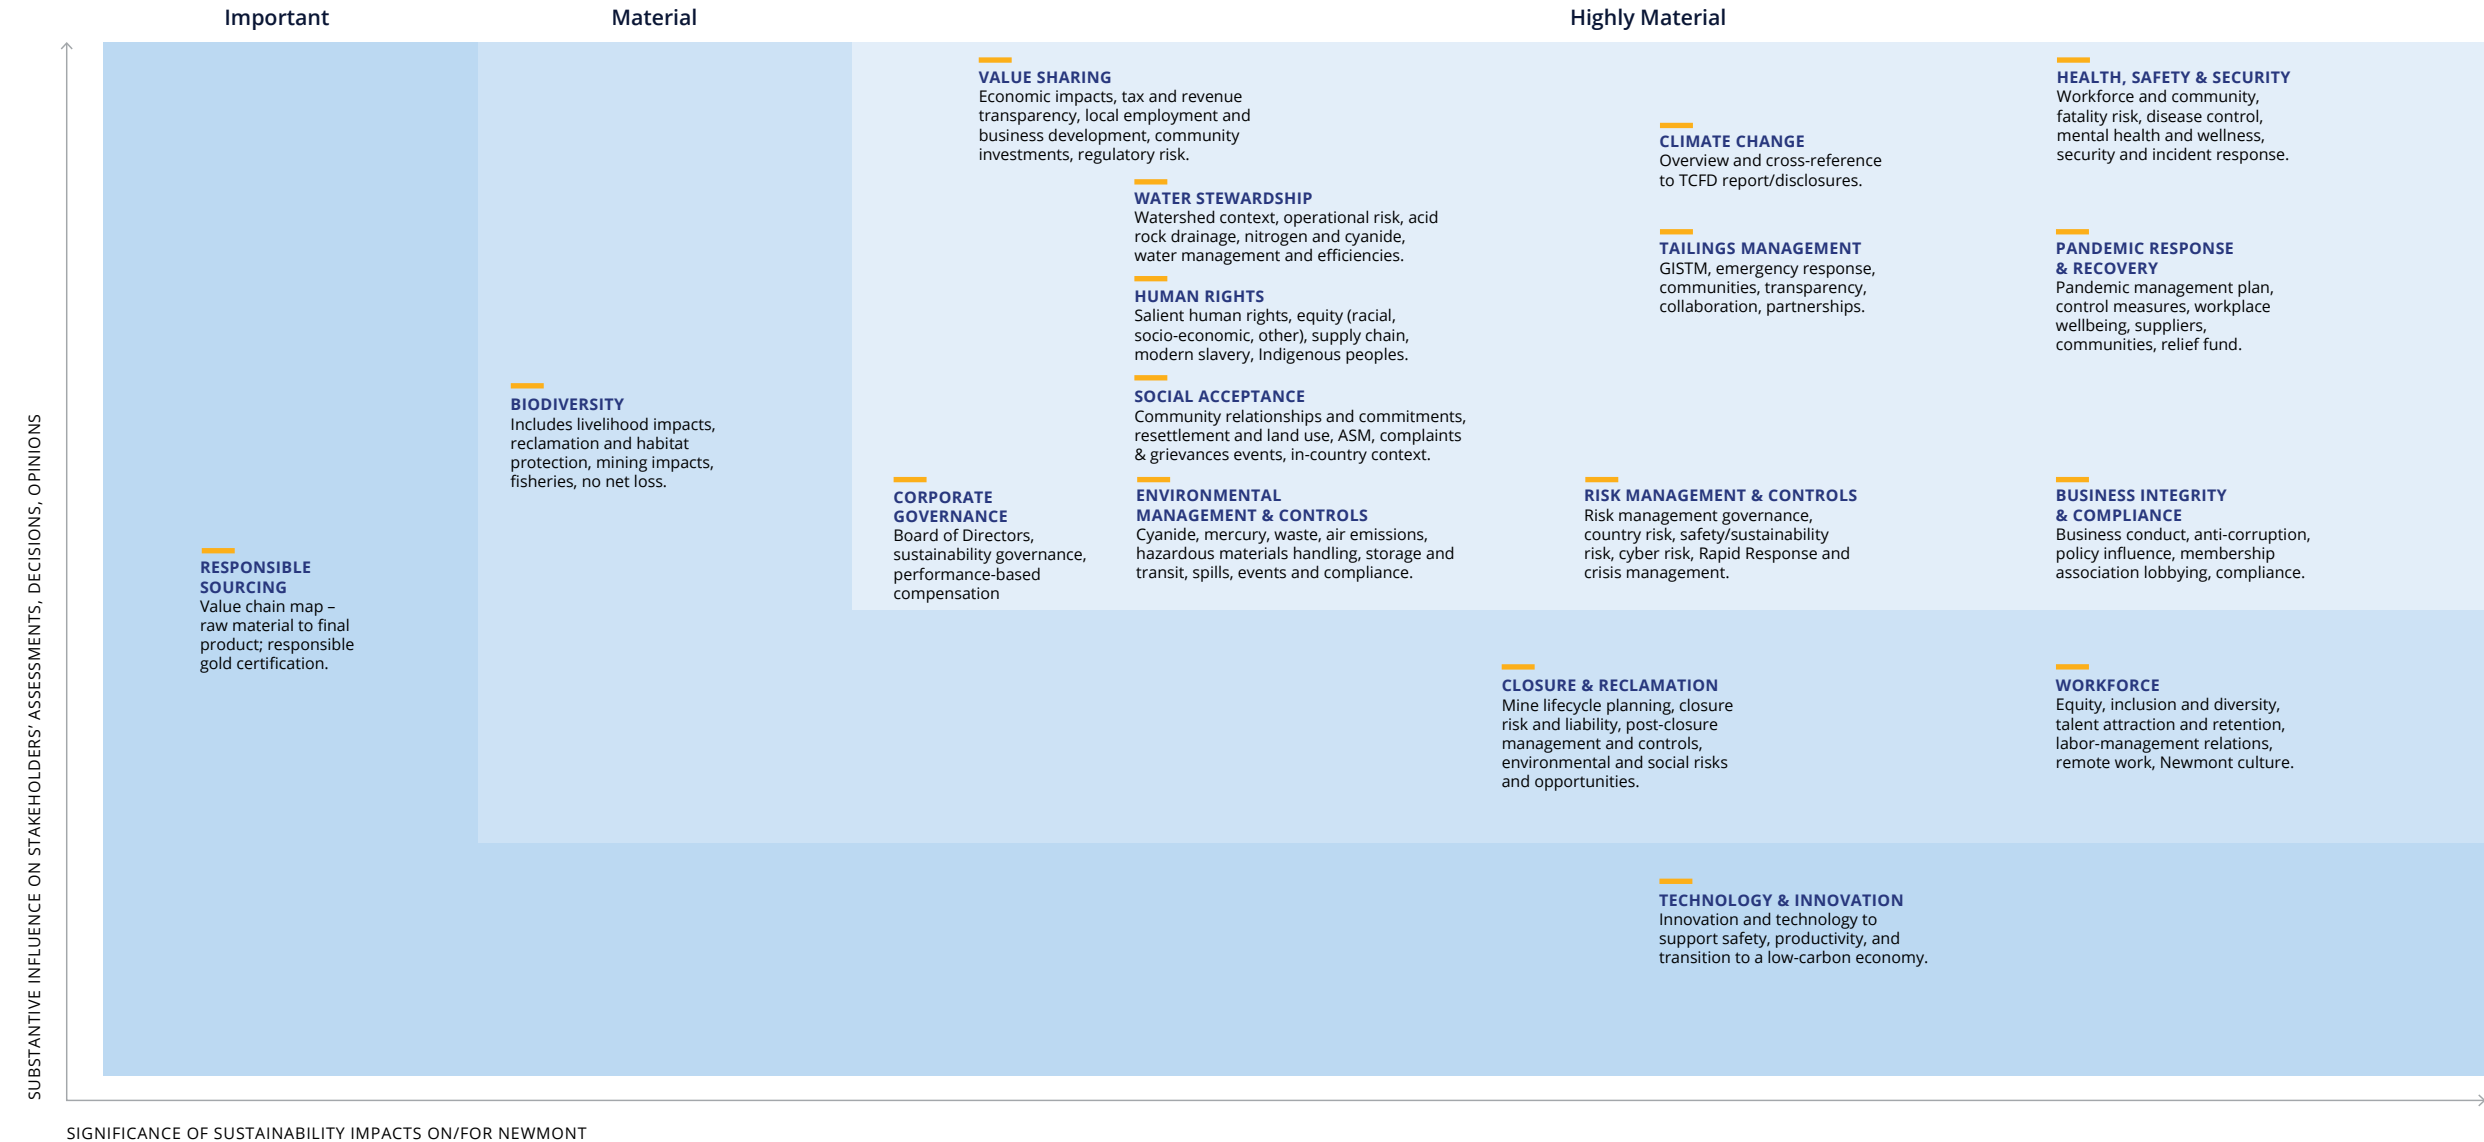 Important
Material
Highly Material
SUBSTANTIVE INFLUENCE ON STAKEHOLDERS’ ASSESSMENTS, DECISIONS, OPINIONS
RESPONSIBLE
SOURCING
Value chain map –
raw material to final
product; responsible
gold certification.
BIODIVERSITY
Includes livelihood impacts,
reclamation and habitat
protection, mining impacts,
fisheries, no net loss.
VALUE SHARING
Economic impacts, tax and revenue
transparency, local employment and
business development, community
investments, regulatory risk.
WATER STEWARDSHIP
Watershed context, operational risk, acid
rock drainage, nitrogen and cyanide,
water management and efficiencies.
HUMAN RIGHTS
Salient human rights, equity (racial,
socio-economic, other), supply chain,
modern slavery, Indigenous peoples.
SOCIAL ACCEPTANCE
Community relationships and commitments,
resettlement and land use, ASM, complaints
& grievances events, in-country context.
CORPORATE
GOVERNANCE
Board of Directors,
sustainability governance,
performance-based
compensation
ENVIRONMENTAL
MANAGEMENT & CONTROLS
Cyanide, mercury, waste, air emissions,
hazardous materials handling, storage and
transit, spills, events and compliance.
CLIMATE CHANGE
Overview and cross-reference
to TCFD report/disclosures.
TAILINGS MANAGEMENT
GISTM, emergency response,
communities, transparency,
collaboration, partnerships.
RISK MANAGEMENT & CONTROLS
Risk management governance,
country risk, safety/sustainability
risk, cyber risk, Rapid Response and
crisis management.
HEALTH, SAFETY & SECURITY
Workforce and community,
fatality risk, disease control,
mental health and wellness,
security and incident response.
PANDEMIC RESPONSE
& RECOVERY
Pandemic management plan,
control measures, workplace
wellbeing, suppliers,
communities, relief fund.
BUSINESS INTEGRITY
& COMPLIANCE
Business conduct, anti-corruption,
policy influence, membership
association lobbying, compliance.
CLOSURE & RECLAMATION
Mine lifecycle planning, closure
risk and liability, post-closure
management and controls,
environmental and social risks
and opportunities.
WORKFORCE
Equity, inclusion and diversity,
talent attraction and retention,
labor-management relations,
remote work, Newmont culture.
TECHNOLOGY & INNOVATION
Innovation and technology to
support safety, productivity, and
transition to a low-carbon economy.
SIGNIFICANCE OF SUSTAINABILITY IMPACTS ON/FOR NEWMONT